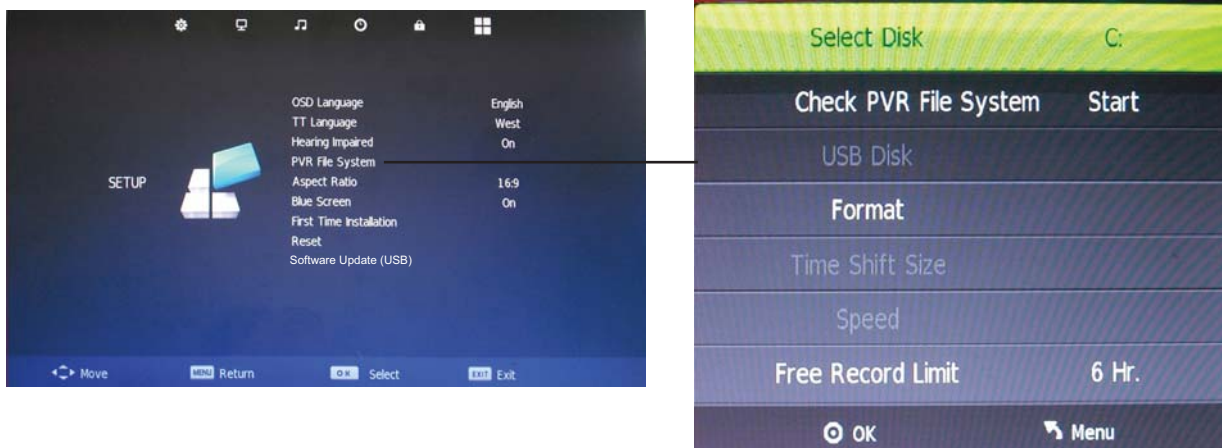 OSD Language English
TT Language West
Hearing Impaired On
PVR File System
SETUP
Aspect Ratio 16:9
Blue Screen On
First Time Installation
Reset
Software Update (USB)
Move MENU Return OK Select EXIT Exit
Select Disk C:
Check PVR File System Start
USB Disk
Format
Time Shift Size
Speed
Free Record Limit 6 Hr.
OK Menu